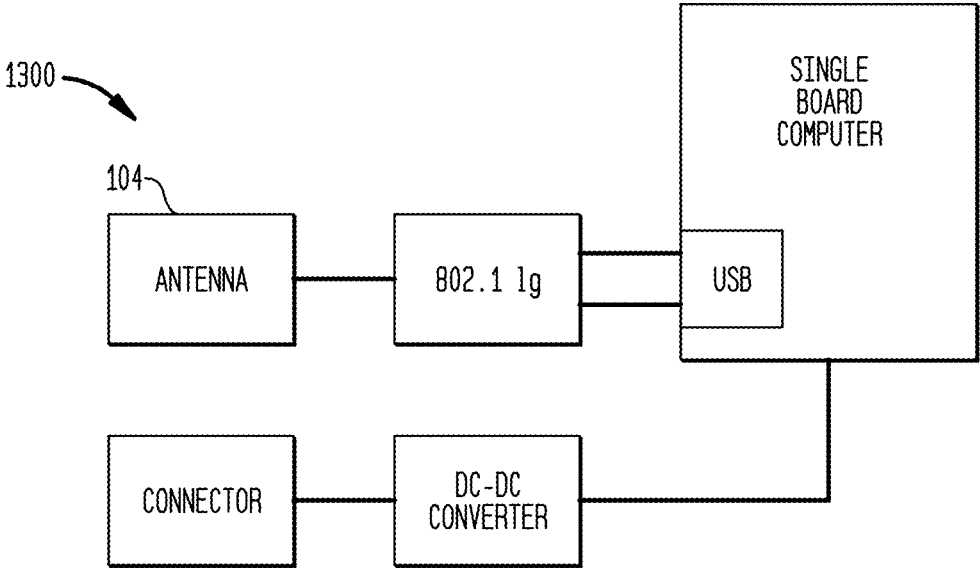 1300
SINGLE
BOARD
COMPUTER
104
ANTENNA
802.1 lg
USB
CONNECTOR
DC-DC
CONVERTER